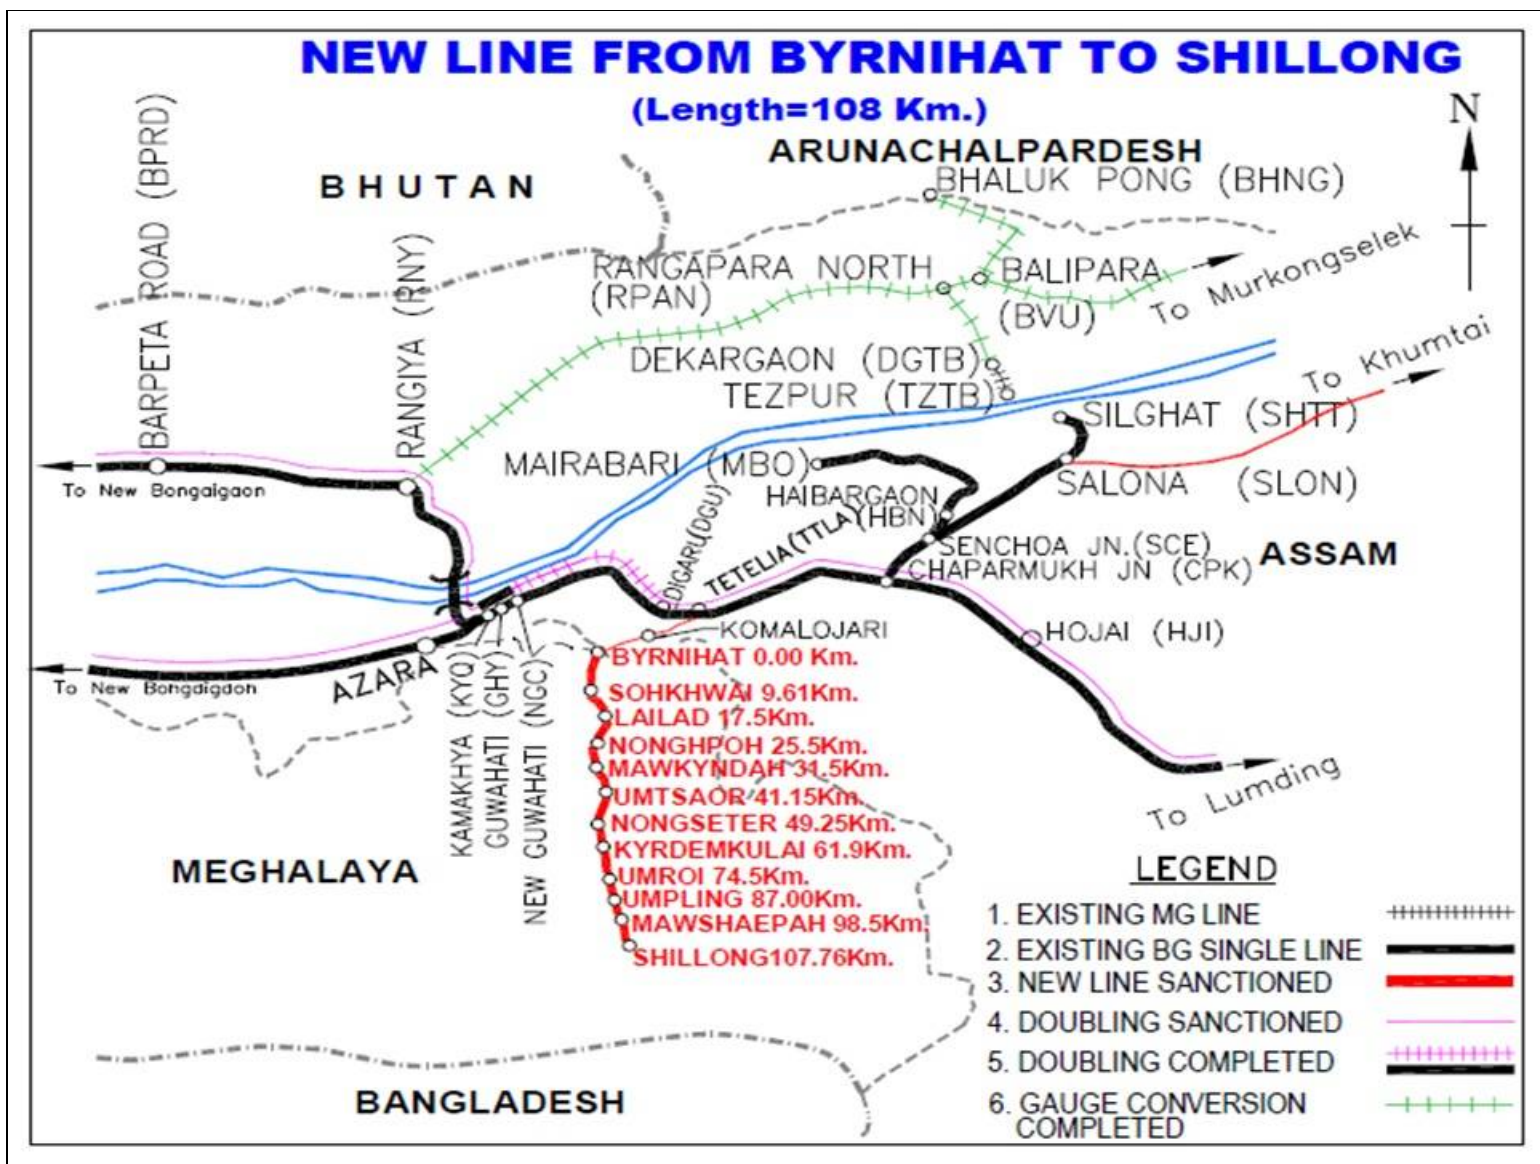 NEW LINE FROM BYRNIHAT TO SHILLONG
(Length=108 Km.)
N
ARUNACHALPARDESH
BHUTAN
BHALUK PONG (BHNG)
BARPETA ROAD (BPRD)
RANGIYA (RNY)
RANGAPARA NORTH
(RPAN)
BALIPARA
(BVU)
To Murkongselek
DEKARGAON (DGTB)
TEZPUR (TZTB)
To Khumtai
SILGHAT (SHTT)
MAIRABARI (MBO)
SALONA (SLON)
HAIBARGAON
(HBN)
To New Bongaigaon
DIGARU(DGU)
TETELIA(TTLA)
SENCHOA JN.(SCE)
ASSAM
CHAPARMUKH JN (CPK)
KOMALOJARI
HOJAI (HJI)
AZARA
To New Bongdigdon
KAMAKHYA (KYQ)
GUWAHATI (GHY)
NEW GUWAHATI (NGC)
BYRNIHAT 0.00 Km.
SOHKHWAI 9.61Km.
LAILAD 17.5Km.
NONGHPOH 25.5Km.
MAWKYNDAH 31.5Km.
UMTSAOR 41.15Km.
NONGSETER 49.25Km.
KYRDEMKULAI 61.9Km.
UMROI 74.5Km.
UMPLING 87.00Km.
MAWSHAEPAH 98.5Km.
SHILLONG107.76Km.
To Lumding
MEGHALAYA
BANGLADESH
LEGEND
1. EXISTING MG LINE
2. EXISTING BG SINGLE LINE
3. NEW LINE SANCTIONED
4. DOUBLING SANCTIONED
5. DOUBLING COMPLETED
6. GAUGE CONVERSION
COMPLETED